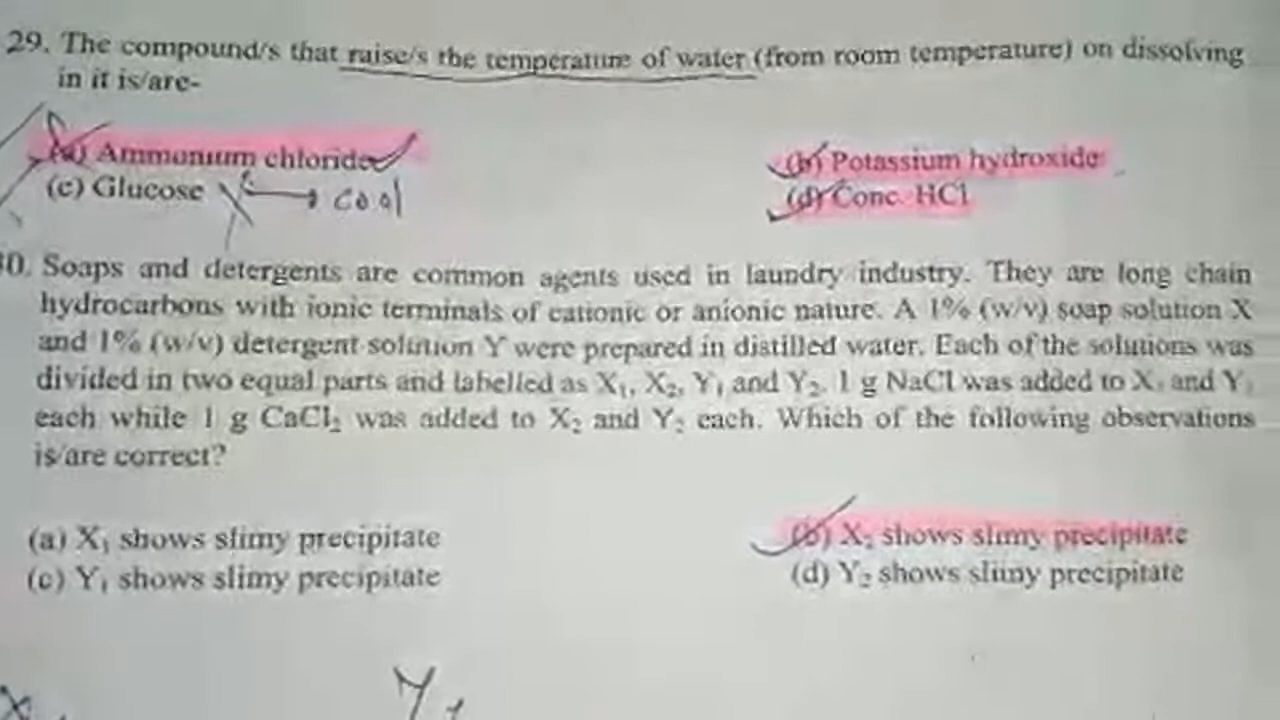 29. The compound/s that raise/s the temperature of water (from room temperature) on dissolving
in it is/are-
(a) Ammonium chloride
(b) Potassium hydroxide
(c) Glucose → cool
(d) Conc. HCl
30. Soaps and detergents are common agents used in laundry industry. They are long chain
hydrocarbons with ionic terminals of cationic or anionic nature. A 1% (w/v) soap solution X
and 1% (w/v) detergent solution Y were prepared in distilled water. Each of the solutions was
divided in two equal parts and labelled as X₁, X₂, Y₁ and Y₂. 1 g NaCl was added to X₁ and Y₁
each while 1 g CaCl₂ was added to X₂ and Y₂ each. Which of the following observations
is/are correct?
(a) X₁ shows slimy precipitate
(b) X₂ shows slimy precipitate
(c) Y₁ shows slimy precipitate
(d) Y₂ shows slimy precipitate